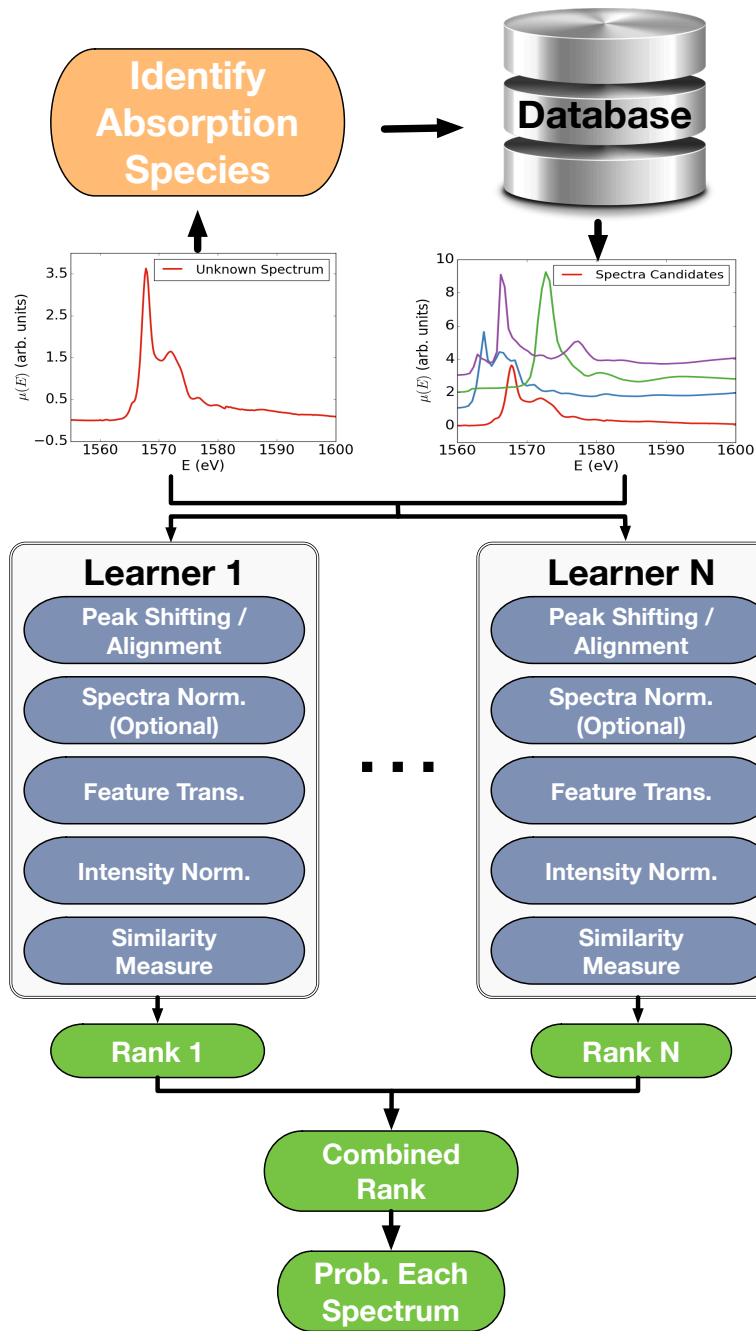 Identify
Absorption
Species
Database
Unknown Spectrum
3.5
2.5
1.5
0.5
−0.5
μ(E) (arb. units)
1560 1570 1580 1590 1600
E (eV)
Spectra Candidates
10
8
6
4
2
0
μ(E) (arb. units)
1560 1570 1580 1590 1600
E (eV)
Learner 1
Peak Shifting /
Alignment
Spectra Norm.
(Optional)
Feature Trans.
Intensity Norm.
Similarity
Measure
...
Learner N
Peak Shifting /
Alignment
Spectra Norm.
(Optional)
Feature Trans.
Intensity Norm.
Similarity
Measure
Rank 1
Rank N
Combined
Rank
Prob. Each
Spectrum